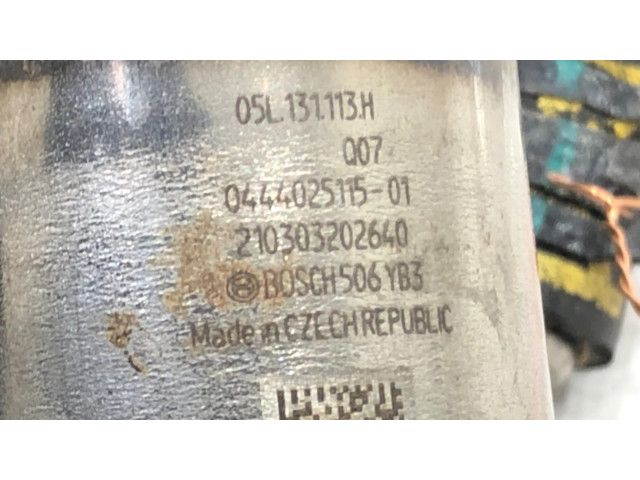 05L.131.113.H
Q07
0444025115-01
210303202640
BOSCH 506 YB3
Made in CZECH REPUBLIC